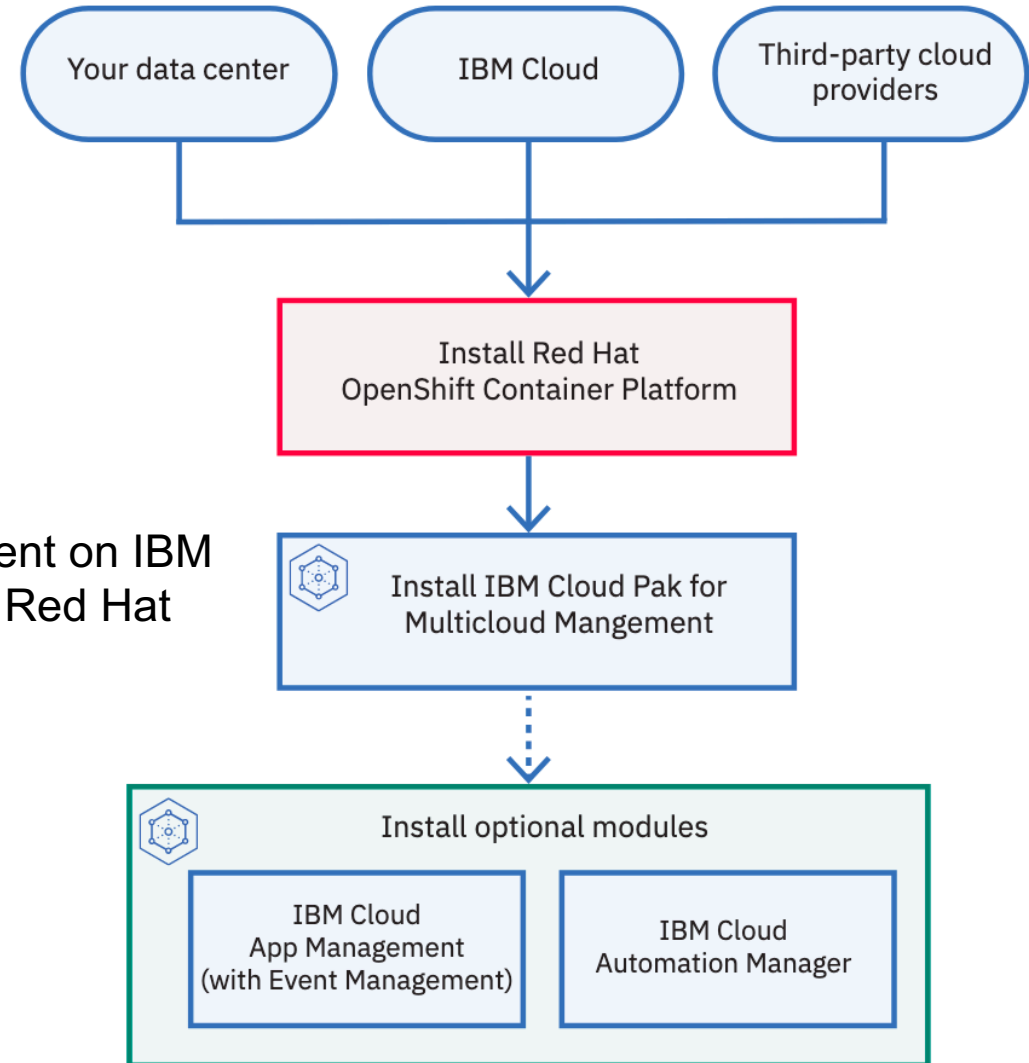 Your data center
IBM Cloud
Third-party cloud
providers
Install Red Hat
OpenShift Container Platform
ent on IBM
Red Hat
Install IBM Cloud Pak for
Multicloud Mangement
Install optional modules
IBM Cloud
App Management
(with Event Management)
IBM Cloud
Automation Manager